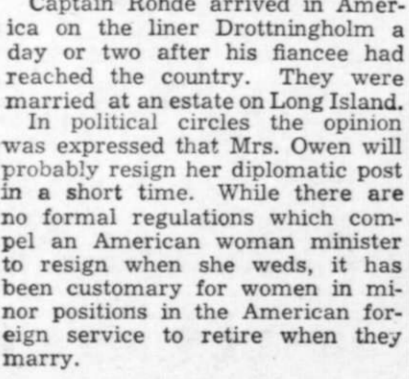 Captain Rohde arrived in Amer-
ica on the liner Drottningholm a
day or two after his fiancee had
reached the country. They were
married at an estate on Long Island.
In political circles the opinion
was expressed that Mrs. Owen will
probably resign her diplomatic post
in a short time. While there are
no formal regulations which com-
pel an American woman minister
to resign when she weds, it has
been customary for women in mi-
nor positions in the American for-
eign service to retire when they
marry.